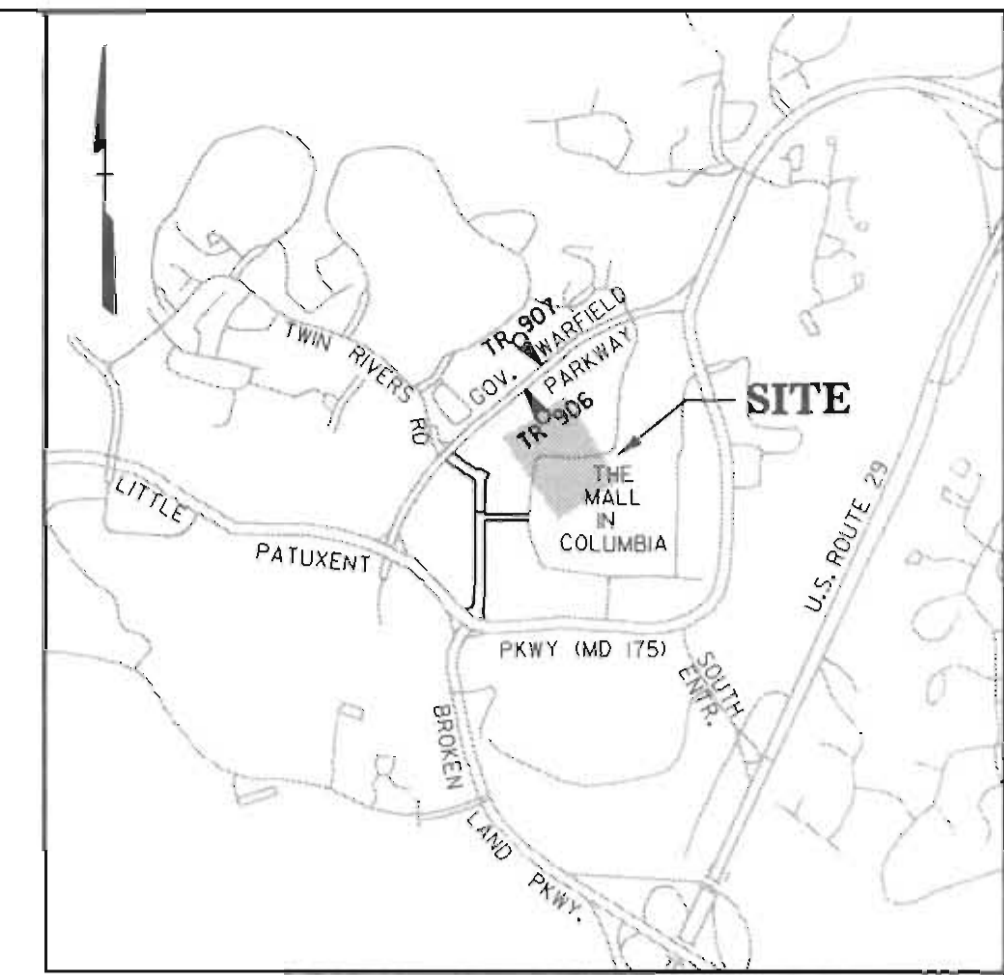 TWIN RIVERS RD
TR 90Y
GOV. WARFIELD
PARKWAY
TR 906
SITE
THE
MALL
IN
COLUMBIA
LITTLE
PATUXENT
PKWY (MD 175)
U.S. ROUTE 29
SOUTH
ENTR.
BROKEN
LAND PKWY.